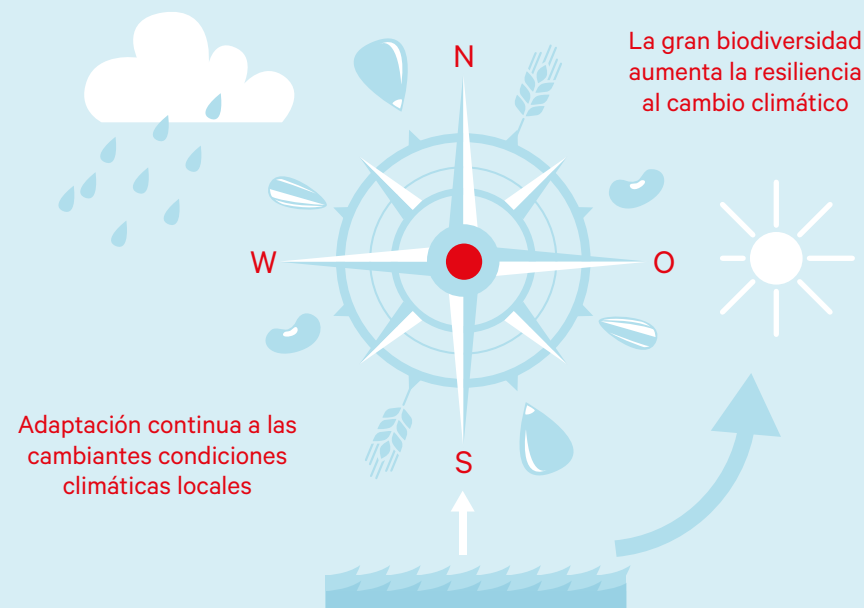 La gran biodiversidad
aumenta la resiliencia
al cambio climático
N
W
O
S
Adaptación continua a las
cambiantes condiciones
climáticas locales